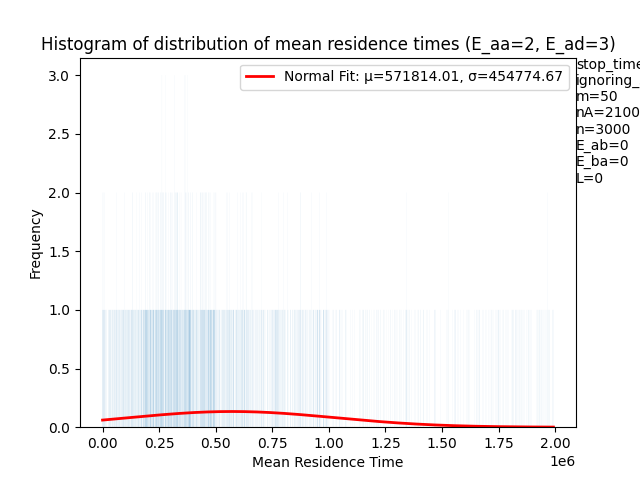 Histogram of distribution of mean residence times (E_aa=2, E_ad=3)
Normal Fit: μ=571814.01, σ=454774.67
stop_time
ignoring_
m=50
nA=2100
n=3000
E_ab=0
E_ba=0
L=0
Frequency
3.0
2.5
2.0
1.5
1.0
0.5
0.0
0.00 0.25 0.50 0.75 1.00 1.25 1.50 1.75 2.00
1e6
Mean Residence Time